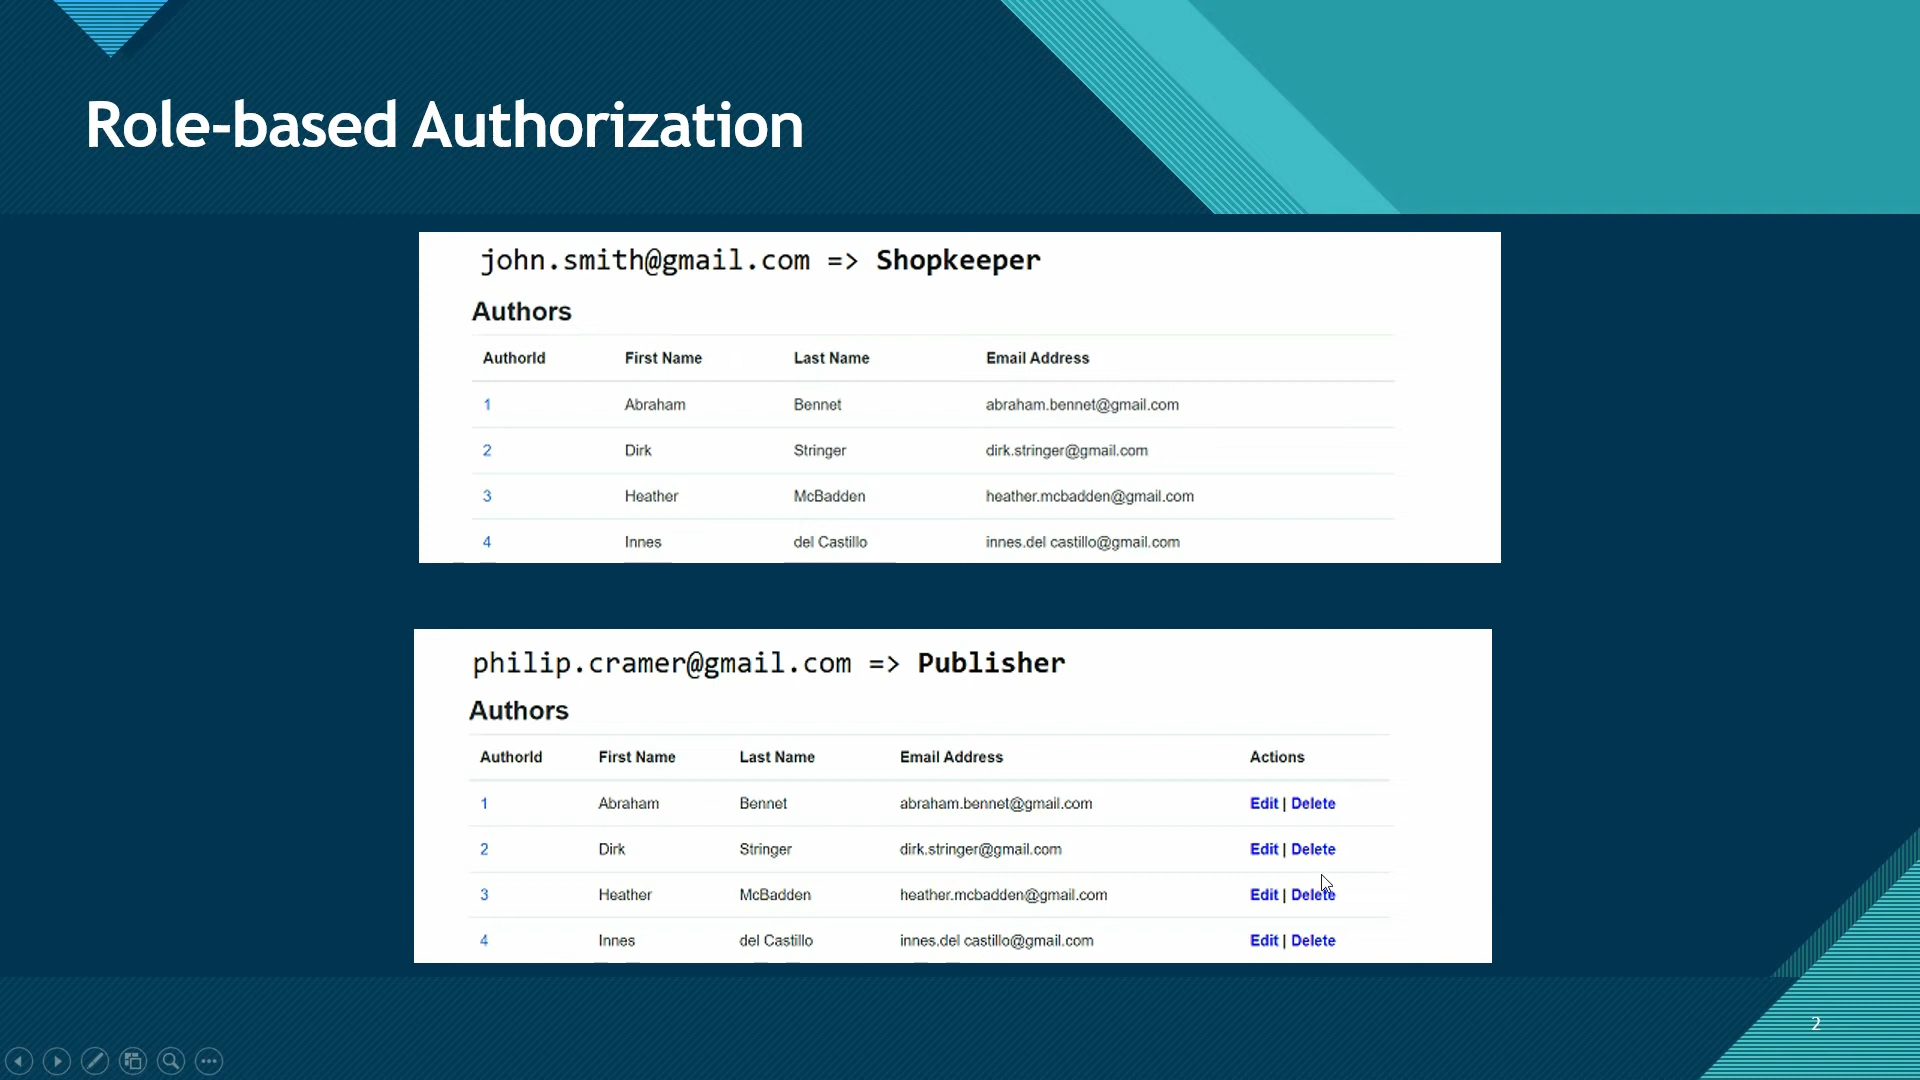 Role-based Authorization
john.smith@gmail.com => Shopkeeper
Authors
AuthorId First Name Last Name Email Address
1 Abraham Bennet abraham.bennet@gmail.com
2 Dirk Stringer dirk.stringer@gmail.com
3 Heather McBadden heather.mcbadden@gmail.com
4 Innes del Castillo innes.del castillo@gmail.com
philip.cramer@gmail.com => Publisher
Authors
AuthorId First Name Last Name Email Address Actions
1 Abraham Bennet abraham.bennet@gmail.com Edit | Delete
2 Dirk Stringer dirk.stringer@gmail.com Edit | Delete
3 Heather McBadden heather.mcbadden@gmail.com Edit | Delete
4 Innes del Castillo innes.del castillo@gmail.com Edit | Delete
2